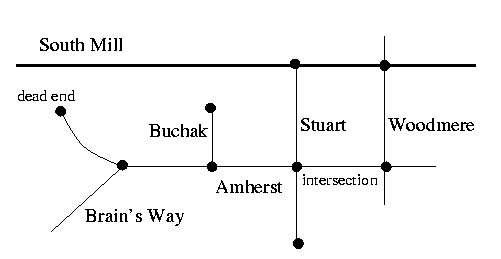 South Mill
dead end
Buchak
Stuart
Woodmere
Amherst
intersection
Brain's Way